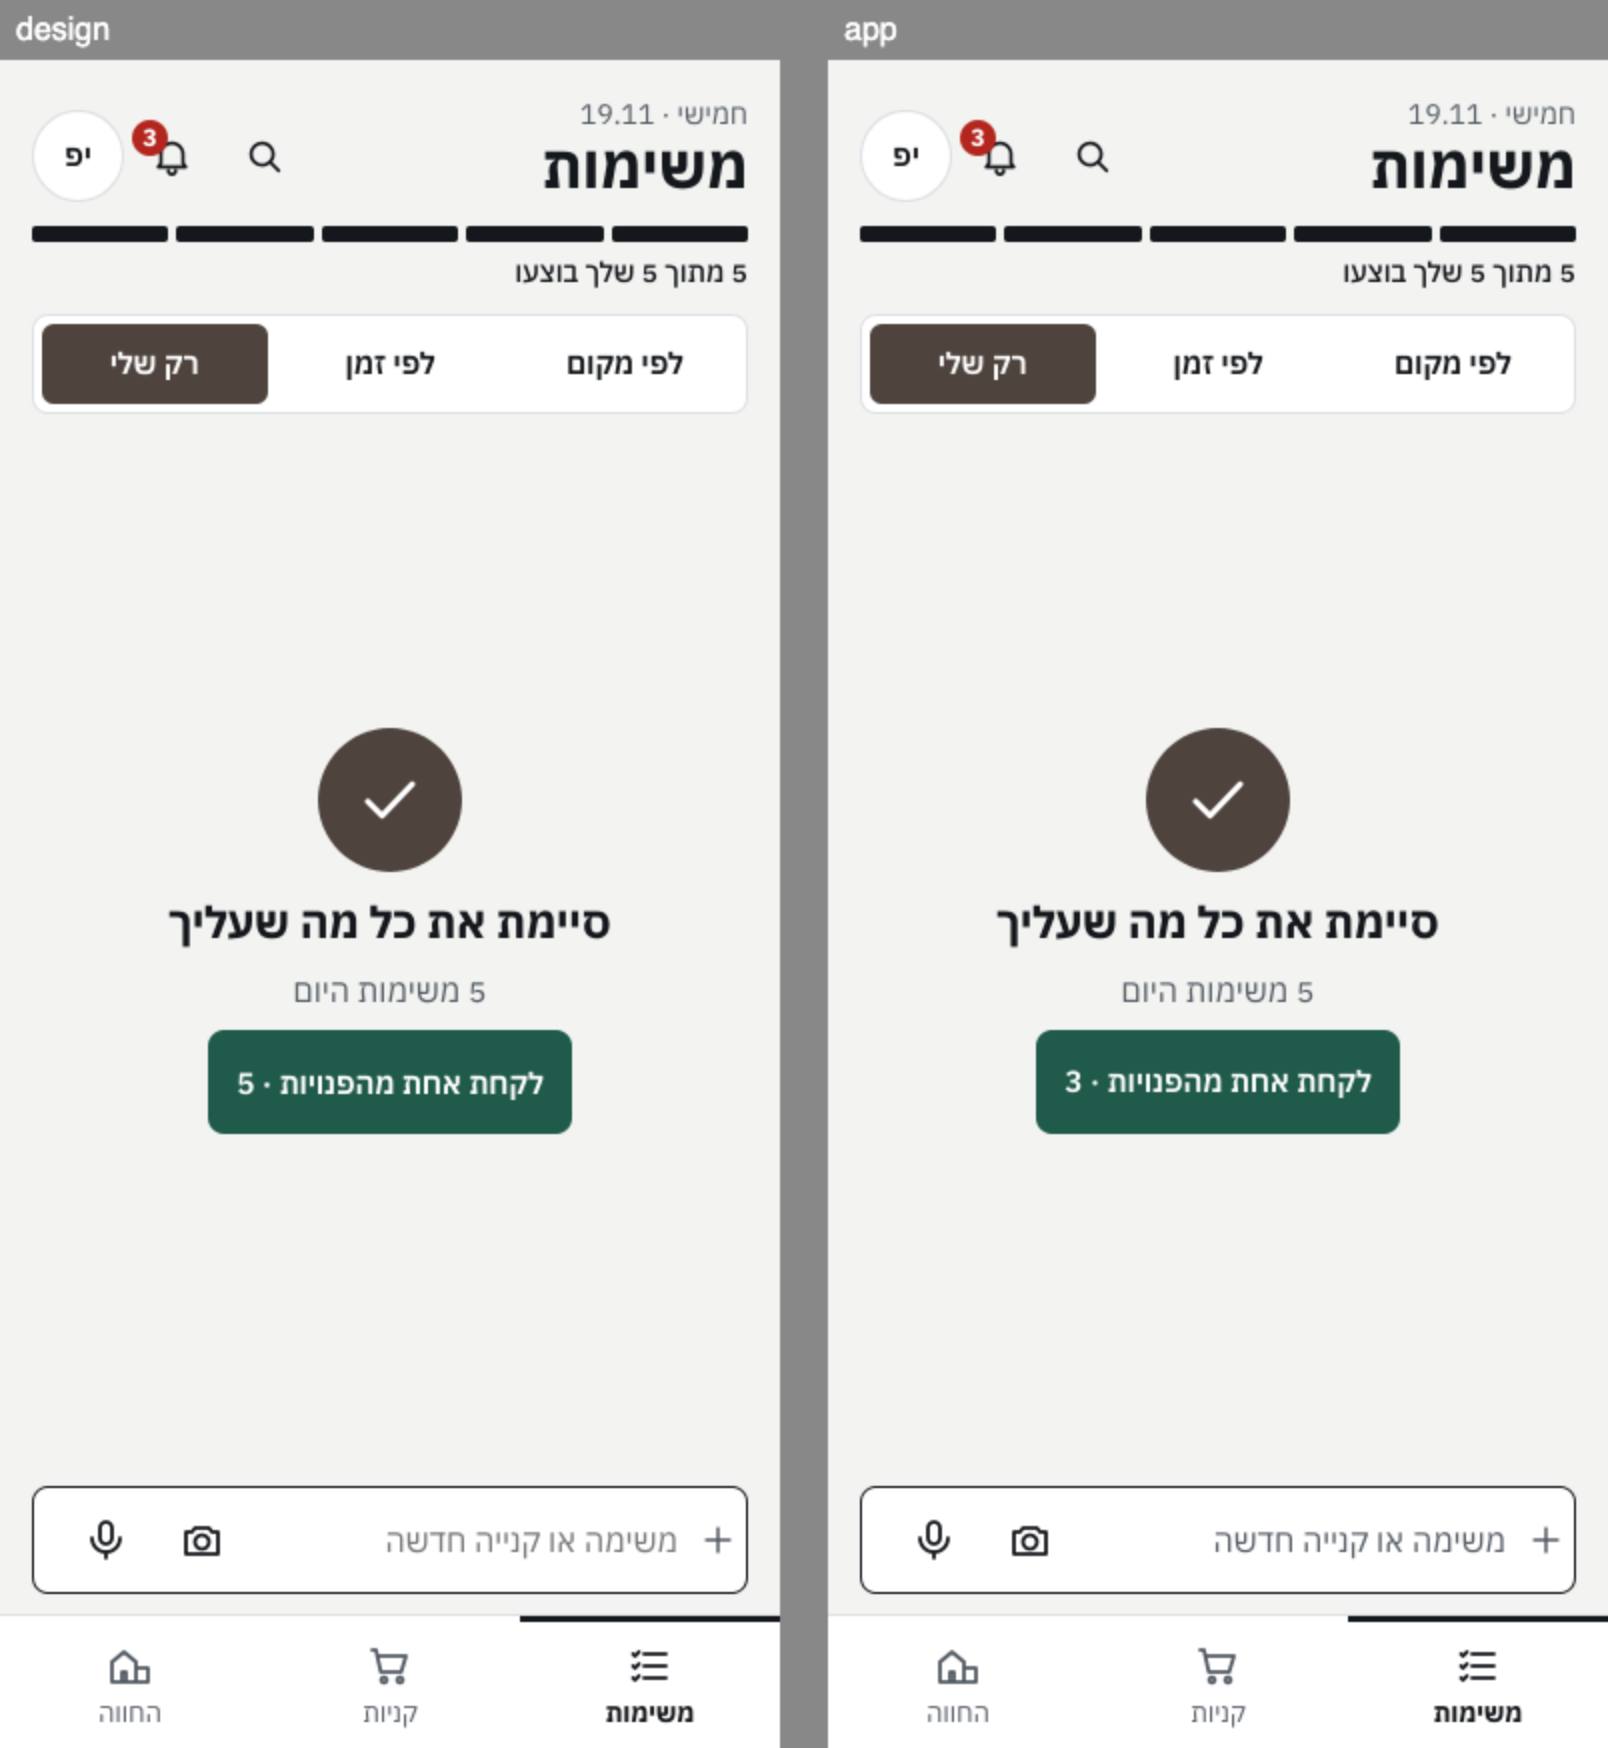 design
חמישי · 19.11
משימות
3
יפ
5 מתוך 5 שלך בוצעו
לפי מקום
לפי זמן
רק שלי
סיימת את כל מה שעליך
5 משימות היום
לקחת אחת מהפנויות · 5
משימה או קנייה חדשה
משימות
קניות
החווה
app
חמישי · 19.11
משימות
3
יפ
5 מתוך 5 שלך בוצעו
לפי מקום
לפי זמן
רק שלי
סיימת את כל מה שעליך
5 משימות היום
לקחת אחת מהפנויות · 3
משימה או קנייה חדשה
משימות
קניות
החווה